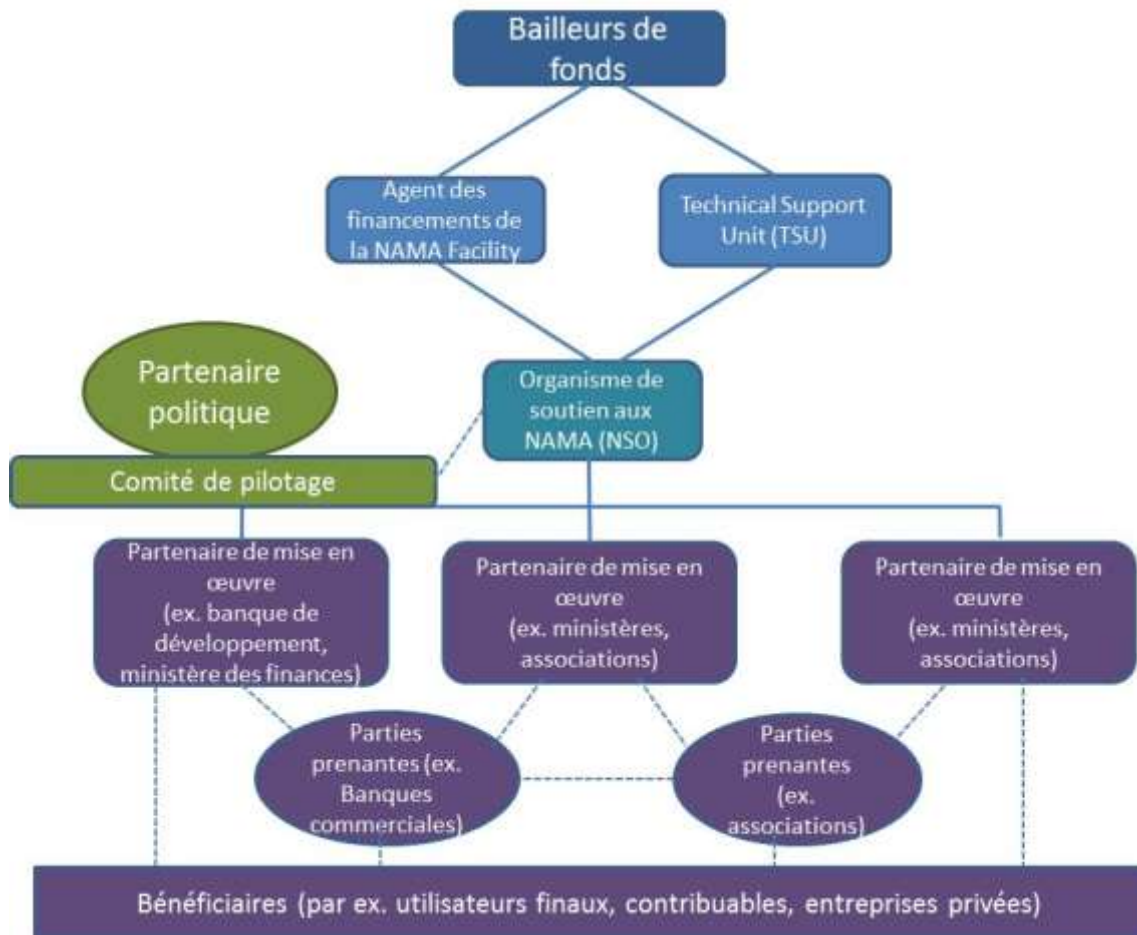 Bailleurs de
fonds
Agent des
financements de
la NAMA Facility
Technical Support
Unit (TSU)
Partenaire
politique
Organisme de
soutien aux
NAMA (NSO)
Comité de pilotage
Partenaire de mise en
œuvre
(ex. banque de
développement,
ministère des finances)
Partenaire de mise en
œuvre
(ex. ministères,
associations)
Partenaire de mise en
œuvre
(ex. ministères,
associations)
Parties
prenantes (ex.
Banques
commerciales)
Parties
prenantes
(ex.
associations)
Bénéficiaires (par ex. utilisateurs finaux, contribuables, entreprises privées)